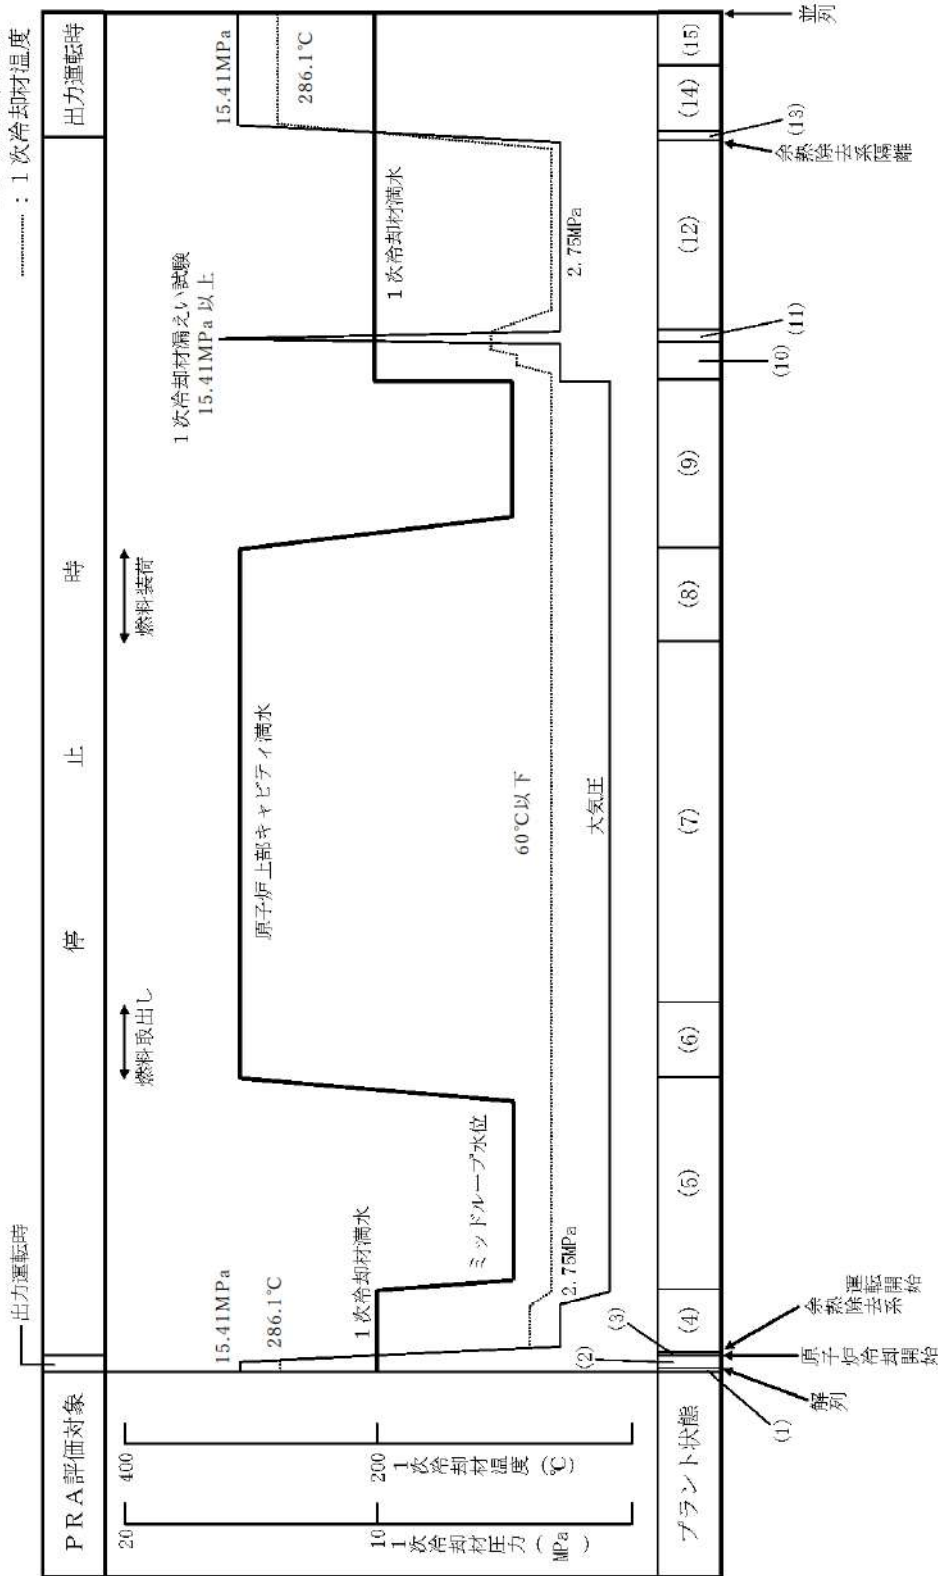 ：１次冷却材温度
ＰＲＡ評価対象
出力運転時
停止時
出力運転時
20
10
1次冷却材圧力（MPa）
400
200
1次冷却材温度（℃）
15.41MPa
286.1℃
１次冷却材満水
ミッドループ水位
2.75MPa
燃料取出し
原子炉上部キャビティ満水
60℃以下
大気圧
燃料装荷
１次冷却材漏えい試験
15.41MPa 以上
１次冷却材満水
2.75MPa
15.41MPa
286.1℃
プラント状態
(1)
(2)
(3)
(4)
(5)
(6)
(7)
(8)
(9)
(10)
(11)
(12)
(13)
(14)
(15)
解列
原子炉冷却開始
余熱除去系
運転開始
余熱除去系隔離
並列